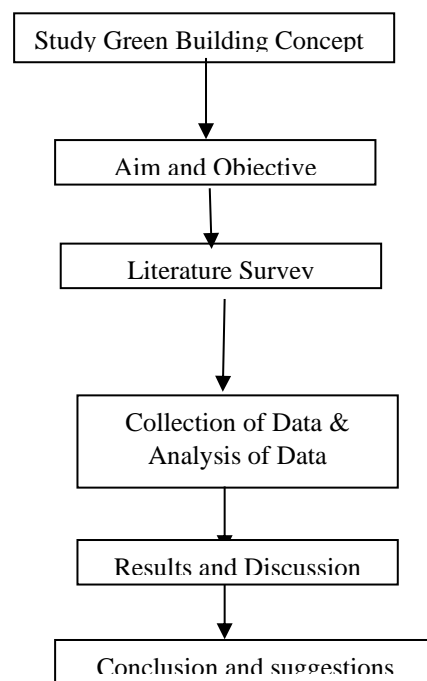 Study Green Building Concept
Aim and Objective
Literature Survey
Collection of Data &
Analysis of Data
Results and Discussion
Conclusion and suggestions